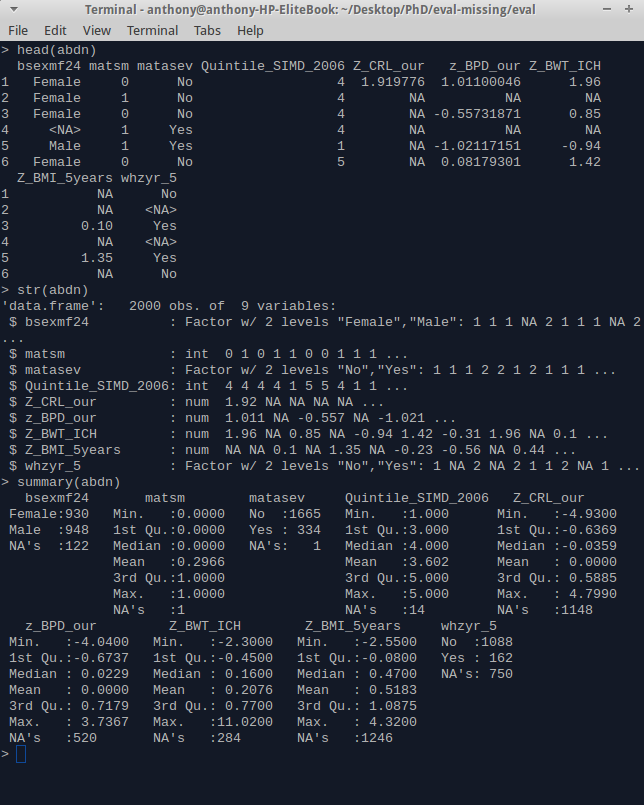 Terminal - anthony@anthony-HP-EliteBook: ~/Desktop/PhD/eval-missing/eval
File Edit View Terminal Tabs Help
> head(abdn)
  bsexmf24 matsm matasev Quintile_SIMD_2006 Z_CRL_our   z_BPD_our Z_BWT_ICH
1   Female     0      No                  4  1.919776  1.01100046      1.96
2   Female     1      No                  4        NA          NA        NA
3   Female     0      No                  4        NA -0.55731871      0.85
4     <NA>     1     Yes                  4        NA          NA        NA
5     Male     1     Yes                  1        NA -1.02117151     -0.94
6   Female     0      No                  5        NA  0.08179301      1.42
  Z_BMI_5years whzyr_5
1           NA      No
2           NA    <NA>
3         0.10     Yes
4           NA    <NA>
5         1.35     Yes
6           NA      No
> str(abdn)
'data.frame':   2000 obs. of  9 variables:
 $ bsexmf24          : Factor w/ 2 levels "Female","Male": 1 1 1 NA 2 1 1 1 NA 2
...
 $ matsm             : int  0 1 0 1 1 0 0 1 1 1 ...
 $ matasev           : Factor w/ 2 levels "No","Yes": 1 1 1 2 2 1 2 1 1 1 ...
 $ Quintile_SIMD_2006: int  4 4 4 4 1 5 5 4 1 1 ...
 $ Z_CRL_our         : num  1.92 NA NA NA NA ...
 $ z_BPD_our         : num  1.011 NA -0.557 NA -1.021 ...
 $ Z_BWT_ICH         : num  1.96 NA 0.85 NA -0.94 1.42 -0.31 1.96 NA 0.1 ...
 $ Z_BMI_5years      : num  NA NA 0.1 NA 1.35 NA -0.23 -0.56 NA 0.44 ...
 $ whzyr_5           : Factor w/ 2 levels "No","Yes": 1 NA 2 NA 2 1 1 2 NA 1 ...
> summary(abdn)
   bsexmf24       matsm        matasev     Quintile_SIMD_2006   Z_CRL_our
 Female:930   Min.   :0.0000   No  :1665   Min.   :1.000      Min.   :-4.9300
 Male  :948   1st Qu.:0.0000   Yes : 334   1st Qu.:3.000      1st Qu.:-0.6369
 NA's  :122   Median :0.0000   NA's:   1   Median :4.000      Median :-0.0359
              Mean   :0.2966               Mean   :3.602      Mean   : 0.0000
              3rd Qu.:1.0000               3rd Qu.:5.000      3rd Qu.: 0.5885
              Max.   :1.0000               Max.   :5.000      Max.   : 4.7990
              NA's   :1                    NA's   :14         NA's   :1148
   z_BPD_our         Z_BWT_ICH        Z_BMI_5years     whzyr_5
 Min.   :-4.0400   Min.   :-2.3000   Min.   :-2.5500   No  :1088
 1st Qu.:-0.6737   1st Qu.:-0.4500   1st Qu.:-0.0800   Yes : 162
 Median : 0.0229   Median : 0.1600   Median : 0.4700   NA's: 750
 Mean   : 0.0000   Mean   : 0.2076   Mean   : 0.5183
 3rd Qu.: 0.7179   3rd Qu.: 0.7700   3rd Qu.: 1.0875
 Max.   : 3.7367   Max.   :11.0200   Max.   : 4.3200
 NA's   :520       NA's   :284       NA's   :1246
>